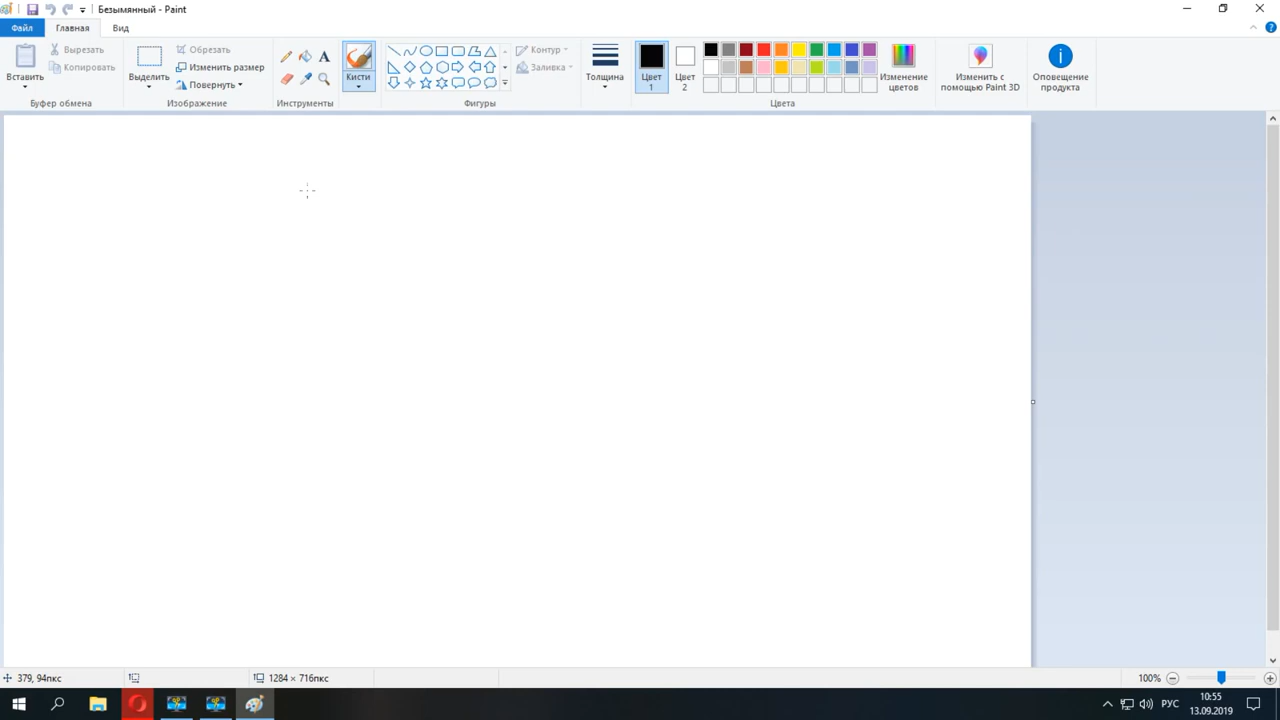 Безымянный - Paint
Файл Главная Вид
Вставить
Вырезать
Копировать
Буфер обмена
Выделить
Обрезать
Изменить размер
Повернуть
Изображение
A
Инструменты
Кисти
Фигуры
Контур
Заливка
Толщина
Цвет
1
Цвет
2
Цвета
Изменение
цветов
Изменить с
помощью Paint 3D
Оповещение
продукта
379, 94пкс
1284 × 716пкс
100%
РУС
10:55
13.09.2019